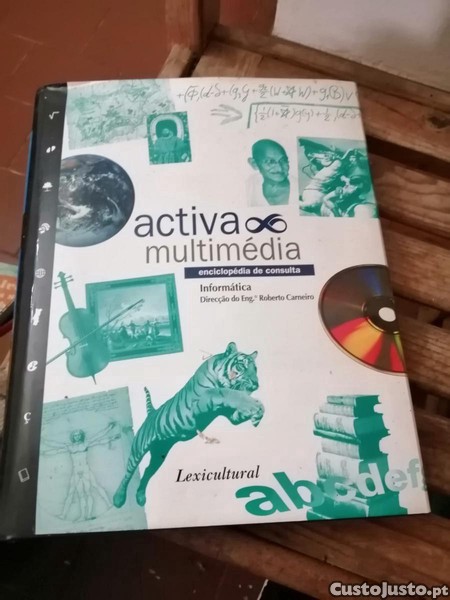 activa
multimédia
enciclopédia de consulta
Informática
Direcção do Eng.º Roberto Carneiro
Lexicultural
abcdef
CustoJusto.pt